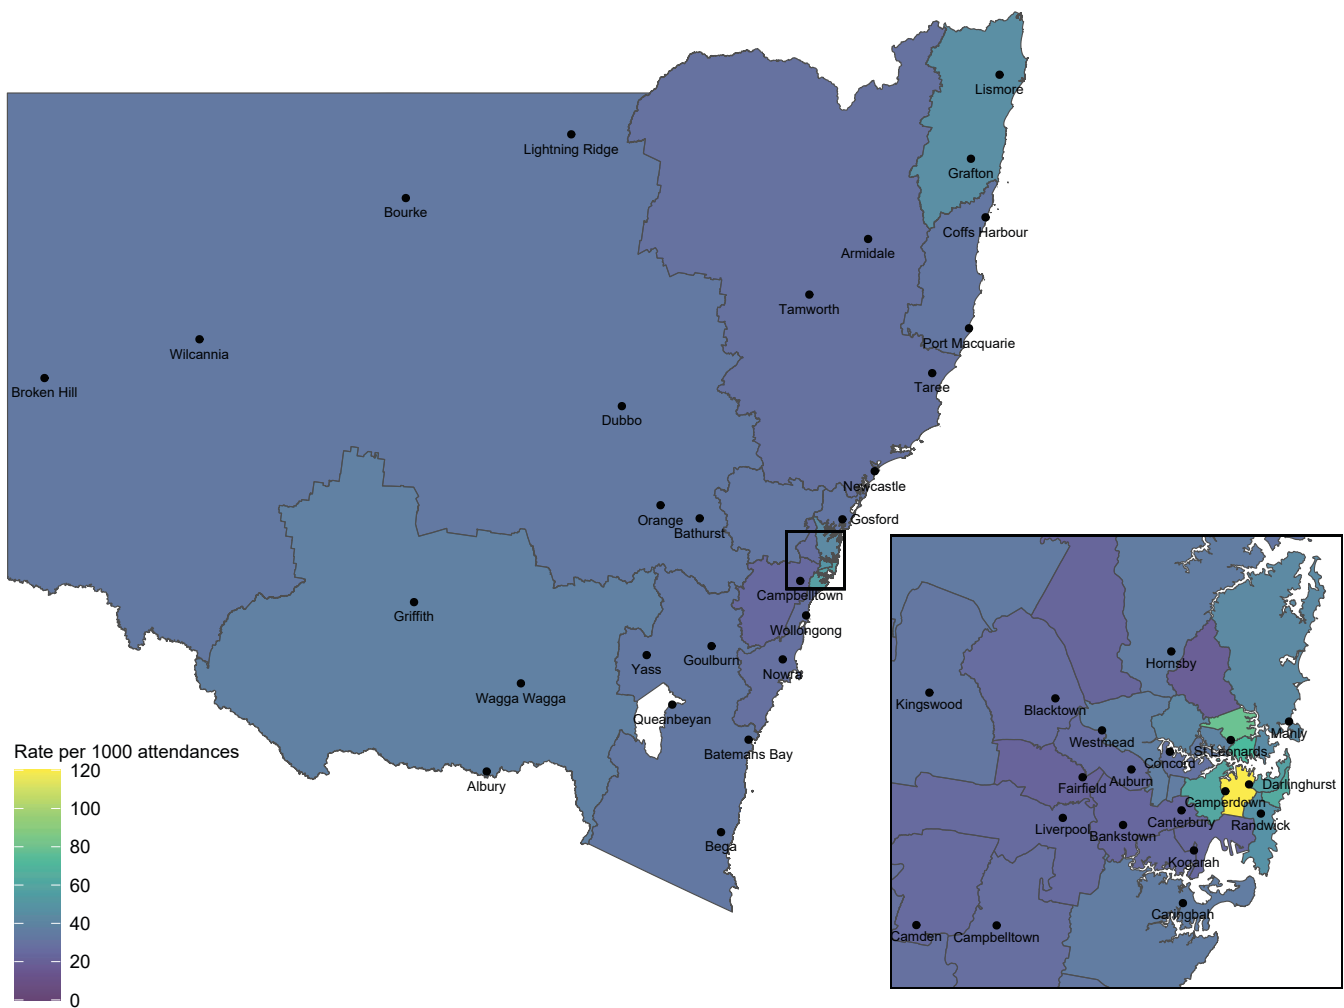 Lismore
Lightning Ridge
Grafton
Bourke
Coffs Harbour
Armidale
Tamworth
Port Macquarie
Wilcannia
Taree
Broken Hill
Dubbo
Newcastle
Orange
Gosford
Bathurst
Campbelltown
Griffith
Wollongong
Goulburn
Yass
Nowra
Wagga Wagga
Queanbeyan
Batemans Bay
Albury
Bega
Hornsby
Kingswood
Blacktown
Manly
Westmead
St Leonards
Concord
Auburn
Fairfield
Darlinghurst
Camperdown
Canterbury
Randwick
Liverpool
Bankstown
Kogarah
Caringbah
Camden
Campbelltown
Rate per 1000 attendances
120
100
80
60
40
20
0